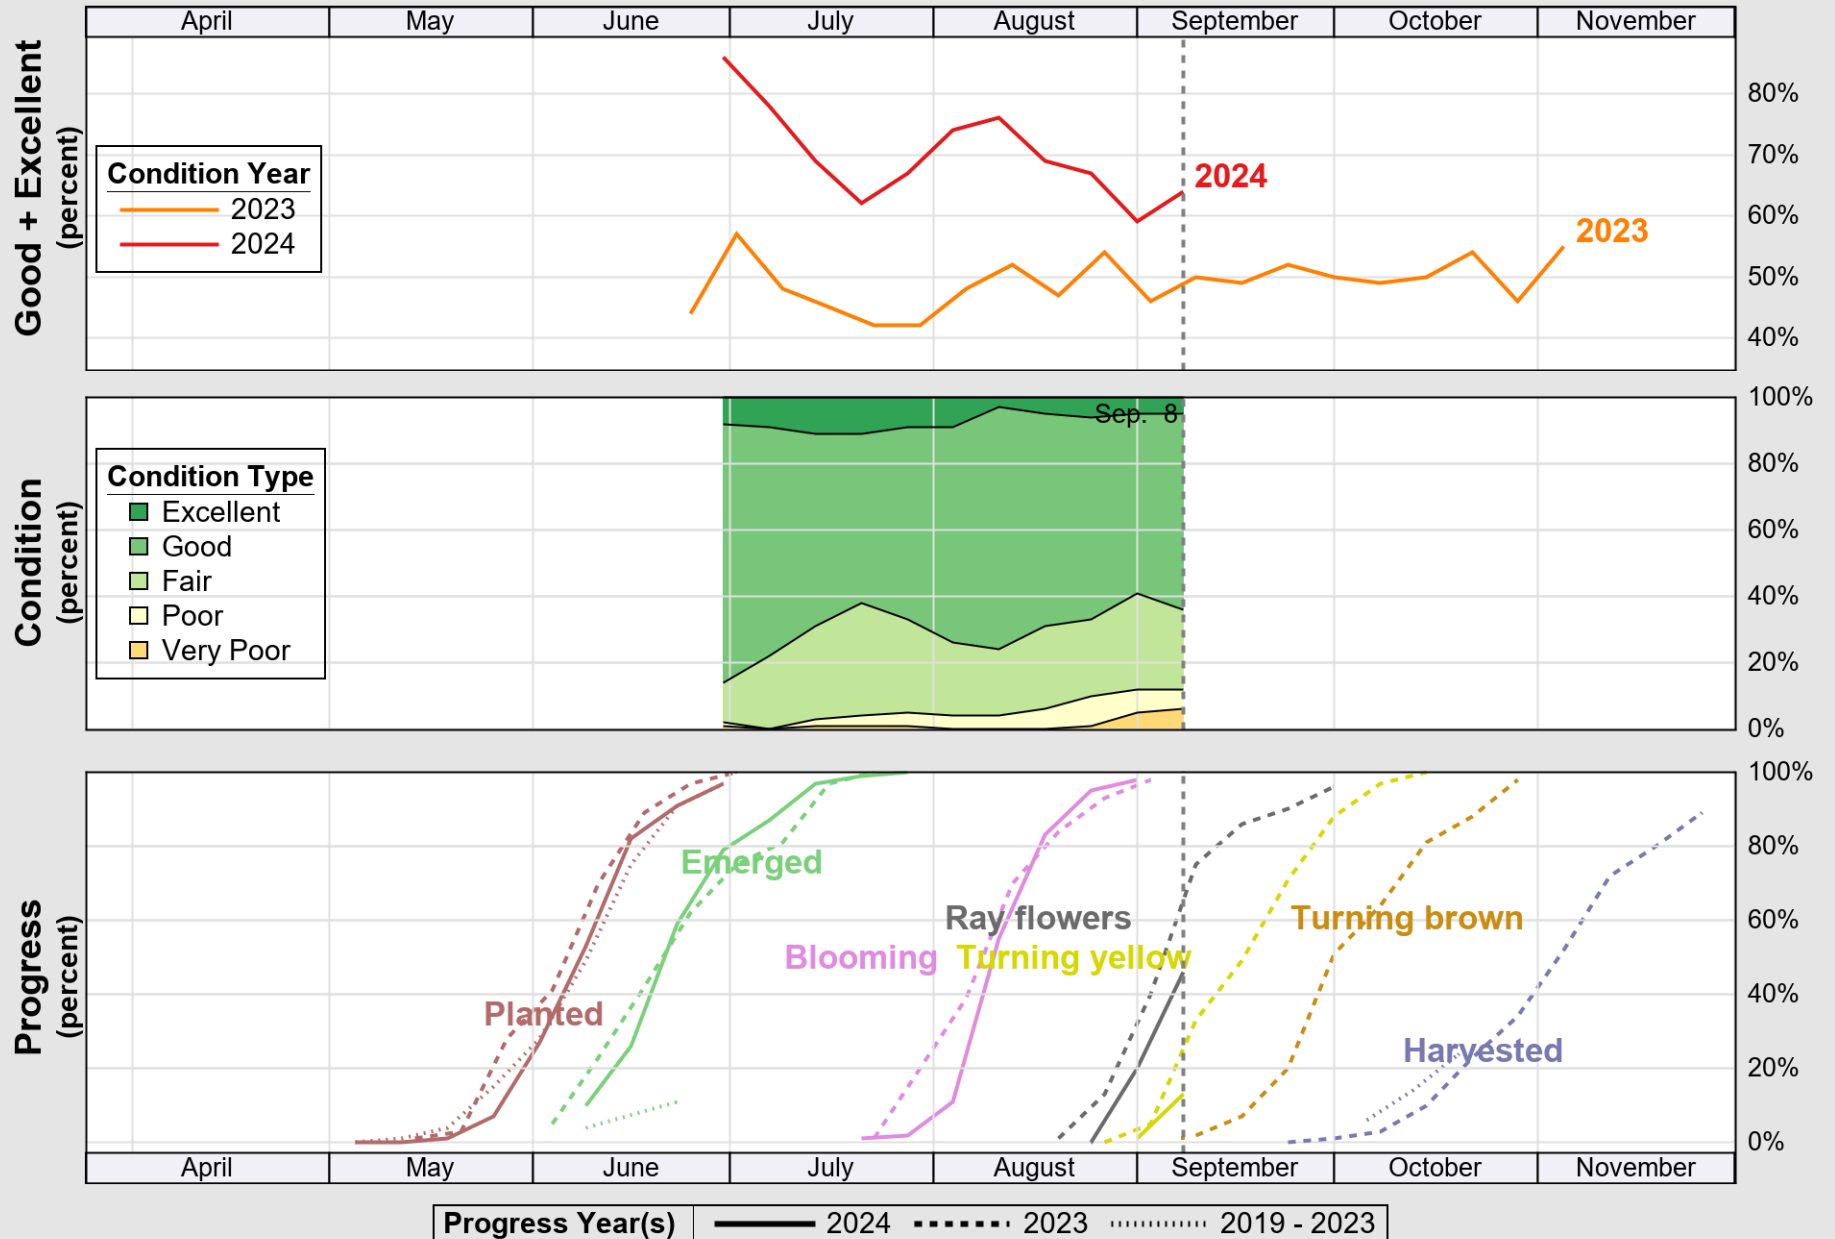 April May June July August September October November
Good + Excellent
(percent)
80%
70%
60%
50%
40%
Condition Year
2023
2024
2024
2023
Condition
(percent)
100%
80%
60%
40%
20%
0%
Sep. 8
Condition Type
Excellent
Good
Fair
Poor
Very Poor
Progress
(percent)
100%
80%
60%
40%
20%
0%
Emerged
Ray flowers
Turning brown
Blooming
Turning yellow
Planted
Harvested
April May June July August September October November
Progress Year(s) 2024 2023 2019 - 2023